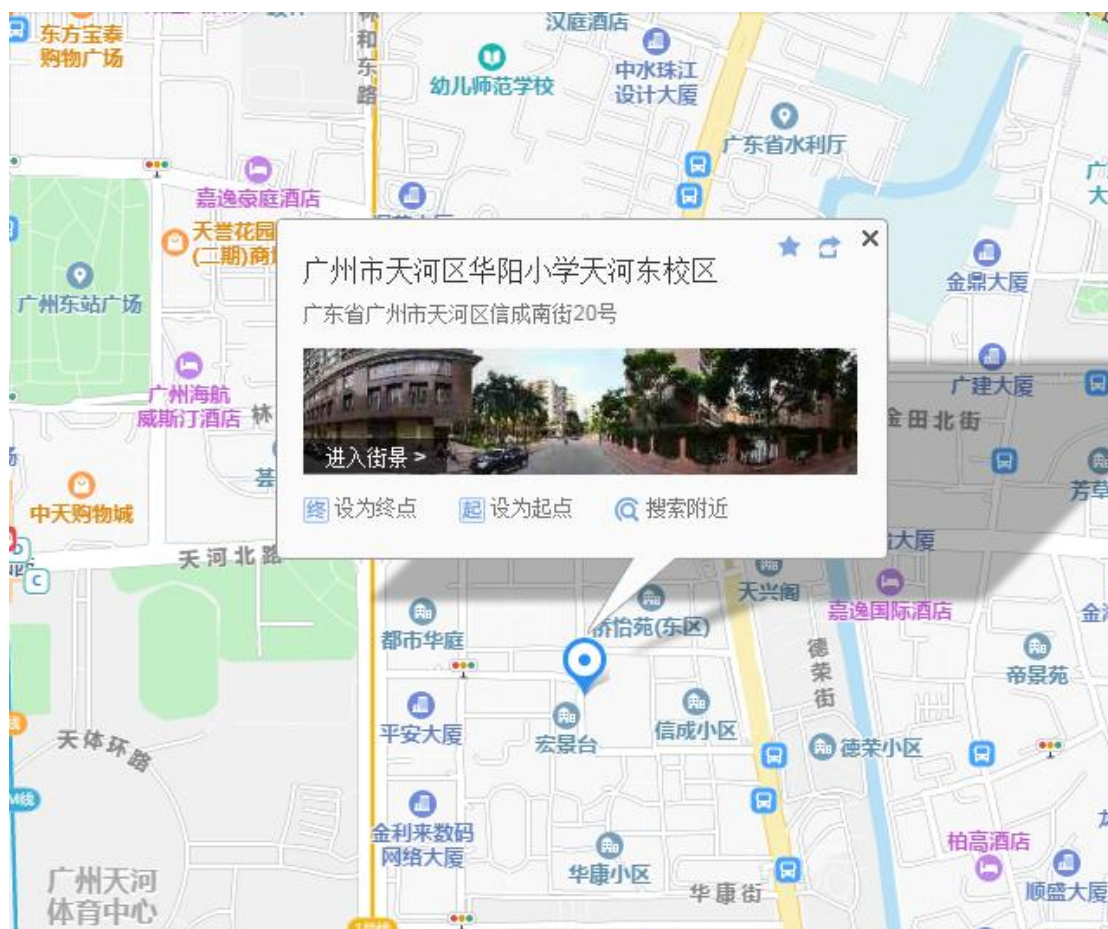 汉庭酒店
东方宝泰
购物广场
林
和
东
路
幼儿师范学校
中水珠江
设计大厦
广东省水利厅
嘉逸豪庭酒店
天誉花园
(二期)商
广州东站广场
金鼎大厦
广州市天河区华阳小学天河东校区
广东省广州市天河区信成南街20号
进入街景 >
终 设为终点
起 设为起点
搜索附近
广州海航
威斯汀酒店
林
广建大厦
金田北街
中天购物城
芳草
天河北路
C
大厦
天兴阁
嘉逸国际酒店
都市华庭
侨怡苑(东区)
德
荣
街
帝景苑
平安大厦
宏景台
信成小区
德荣小区
天体环路
金利来数码
网络大厦
华康小区
柏高酒店
广州天河
体育中心
华康街
顺盛大厦